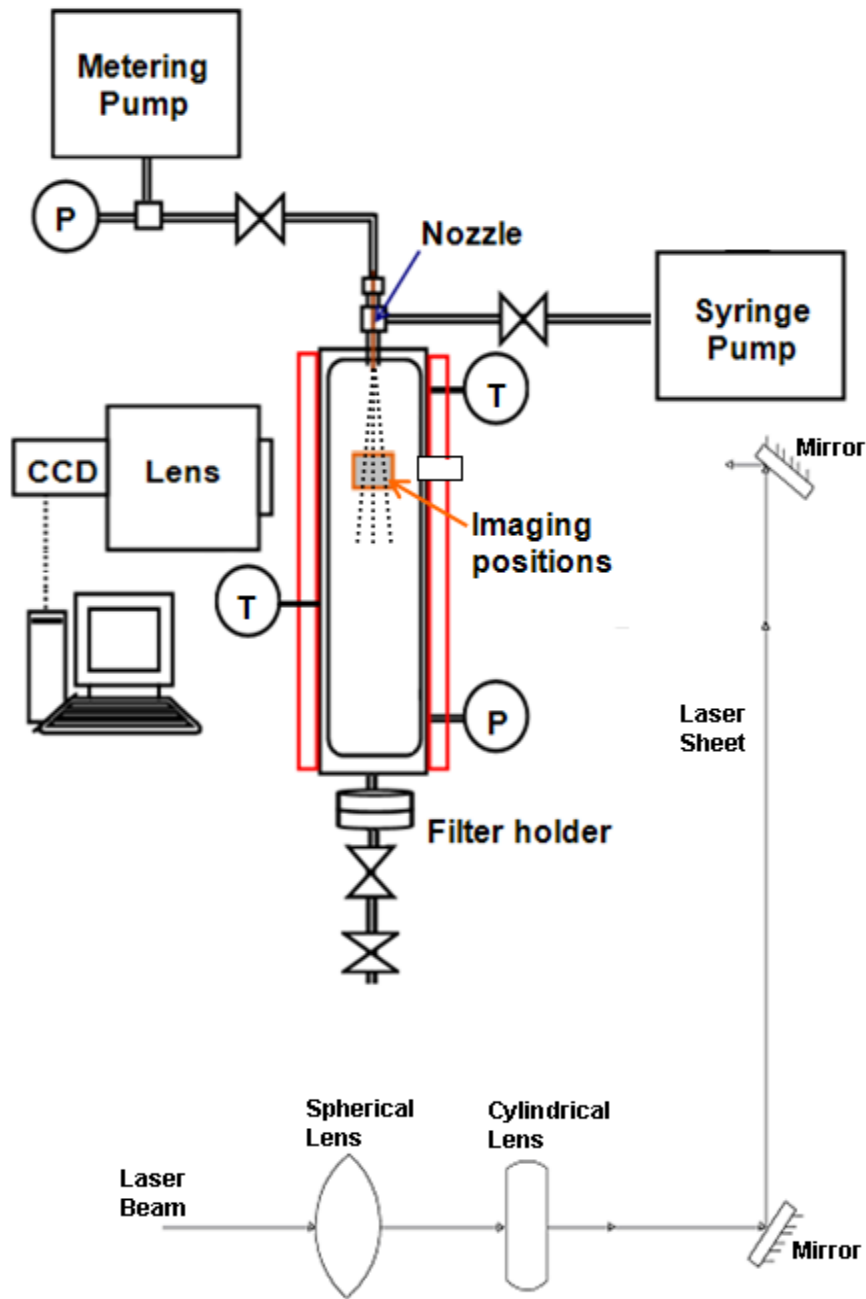 Metering
Pump
P
Nozzle
Syringe
Pump
T
Mirror
CCD
Lens
Imaging
positions
T
P
Laser
Sheet
Filter holder
Spherical
Lens
Cylindrical
Lens
Laser
Beam
Mirror